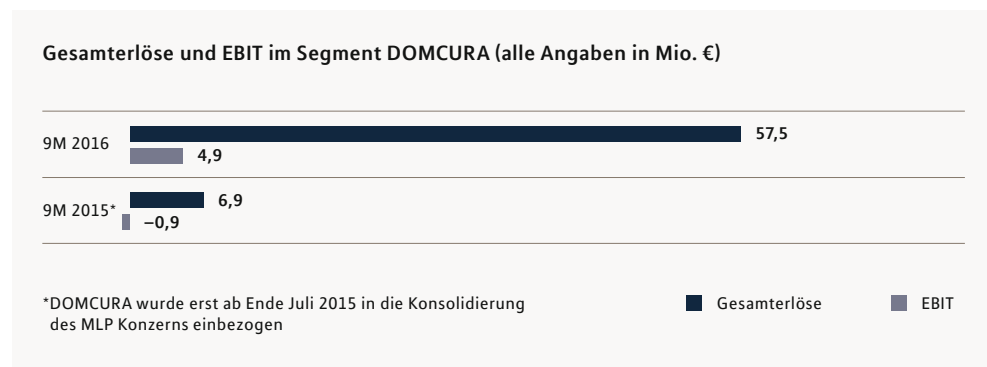 Gesamterlöse und EBIT im Segment DOMCURA (alle Angaben in Mio. €)
9M 2016
57,5
4,9
9M 2015*
6,9
–0,9
*DOMCURA wurde erst ab Ende Juli 2015 in die Konsolidierung
des MLP Konzerns einbezogen
Gesamterlöse
EBIT